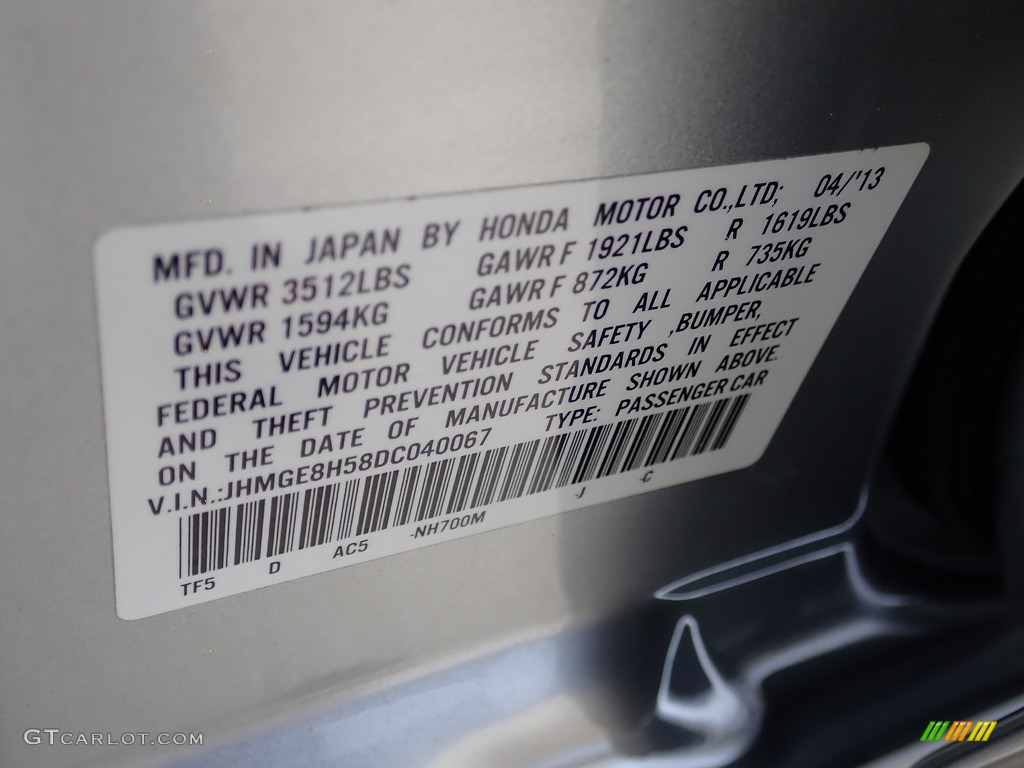 MFD. IN JAPAN BY HONDA MOTOR CO.,LTD; 04/'13
GVWR 3512LBS GAWR F 1921LBS R 1619LBS
GVWR 1594KG GAWR F 872KG R 735KG
THIS VEHICLE CONFORMS TO ALL APPLICABLE
FEDERAL MOTOR VEHICLE SAFETY ,BUMPER,
AND THEFT PREVENTION STANDARDS IN EFFECT
ON THE DATE OF MANUFACTURE SHOWN ABOVE.
V.I.N.:JHMGE8H58DC040067 TYPE: PASSENGER CAR
TF5 D AC5 -NH700M -J -C
GTCARLOT.COM